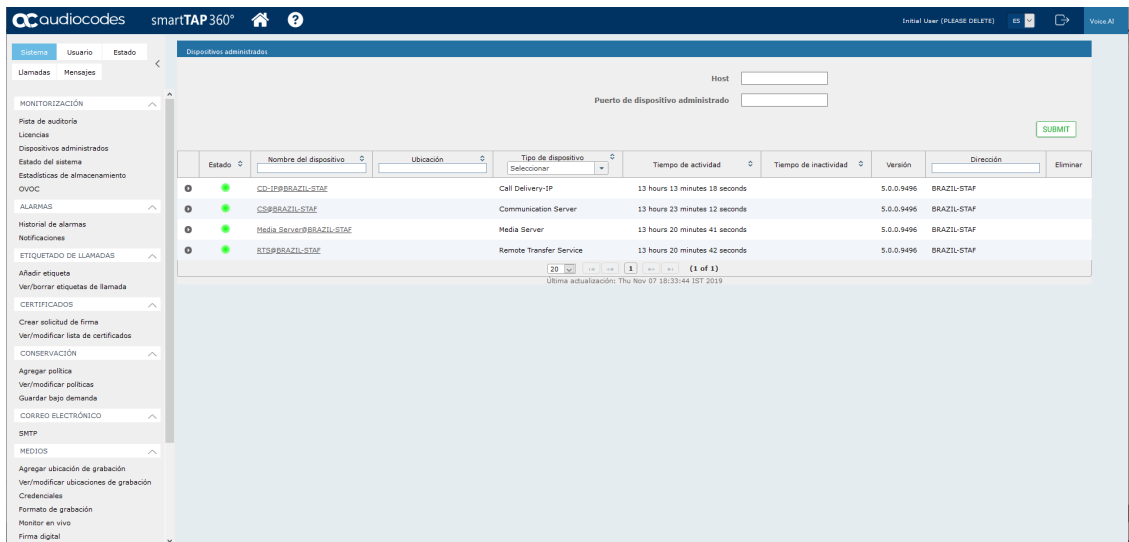 audiocodes smartTAP 360° ? Initial User (PLEASE DELETE) ES Voice.AI
Sistema Usuario Estado
Llamadas Mensajes
MONITORIZACIÓN
Pista de auditoría
Licencias
Dispositivos administrados
Estado del sistema
Estadísticas de almacenamiento
OVOC
ALARMAS
Historial de alarmas
Notificaciones
ETIQUETADO DE LLAMADAS
Añadir etiqueta
Ver/borrar etiquetas de llamada
CERTIFICADOS
Crear solicitud de firma
Ver/modificar lista de certificados
CONSERVACIÓN
Agregar política
Ver/modificar políticas
Guardar bajo demanda
CORREO ELECTRÓNICO
SMTP
MEDIOS
Agregar ubicación de grabación
Ver/modificar ubicaciones de grabación
Credenciales
Formato de grabación
Monitor en vivo
Firma digital
Dispositivos administrados
Host
Puerto de dispositivo administrado
SUBMIT
Estado Nombre del dispositivo Ubicación Tipo de dispositivo Seleccionar Tiempo de actividad Tiempo de inactividad Versión Dirección Eliminar
CD-IP@BRAZIL-STAF Call Delivery-IP 13 hours 13 minutes 18 seconds 5.0.0.9496 BRAZIL-STAF
CS@BRAZIL-STAF Communication Server 13 hours 23 minutes 12 seconds 5.0.0.9496 BRAZIL-STAF
Media Server@BRAZIL-STAF Media Server 13 hours 20 minutes 41 seconds 5.0.0.9496 BRAZIL-STAF
RTS@BRAZIL-STAF Remote Transfer Service 13 hours 20 minutes 42 seconds 5.0.0.9496 BRAZIL-STAF
20 1 (1 of 1)
Última actualización: Thu Nov 07 18:33:44 IST 2019